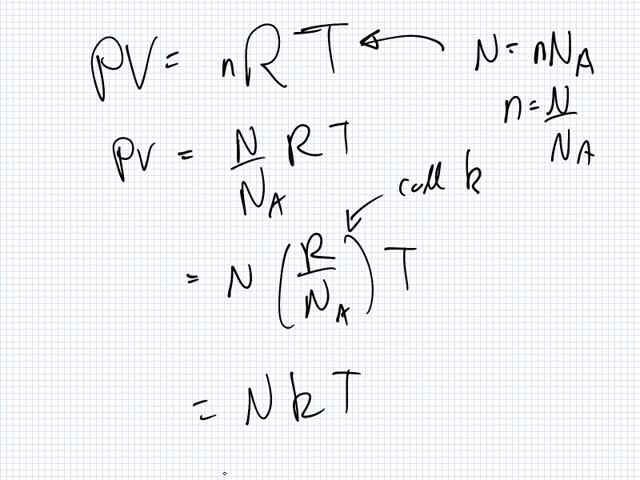 PV = nRT ← N = nN_A
n = N/N_A
PV = N/N_A RT
call k
= N (R/N_A) T
= NkT